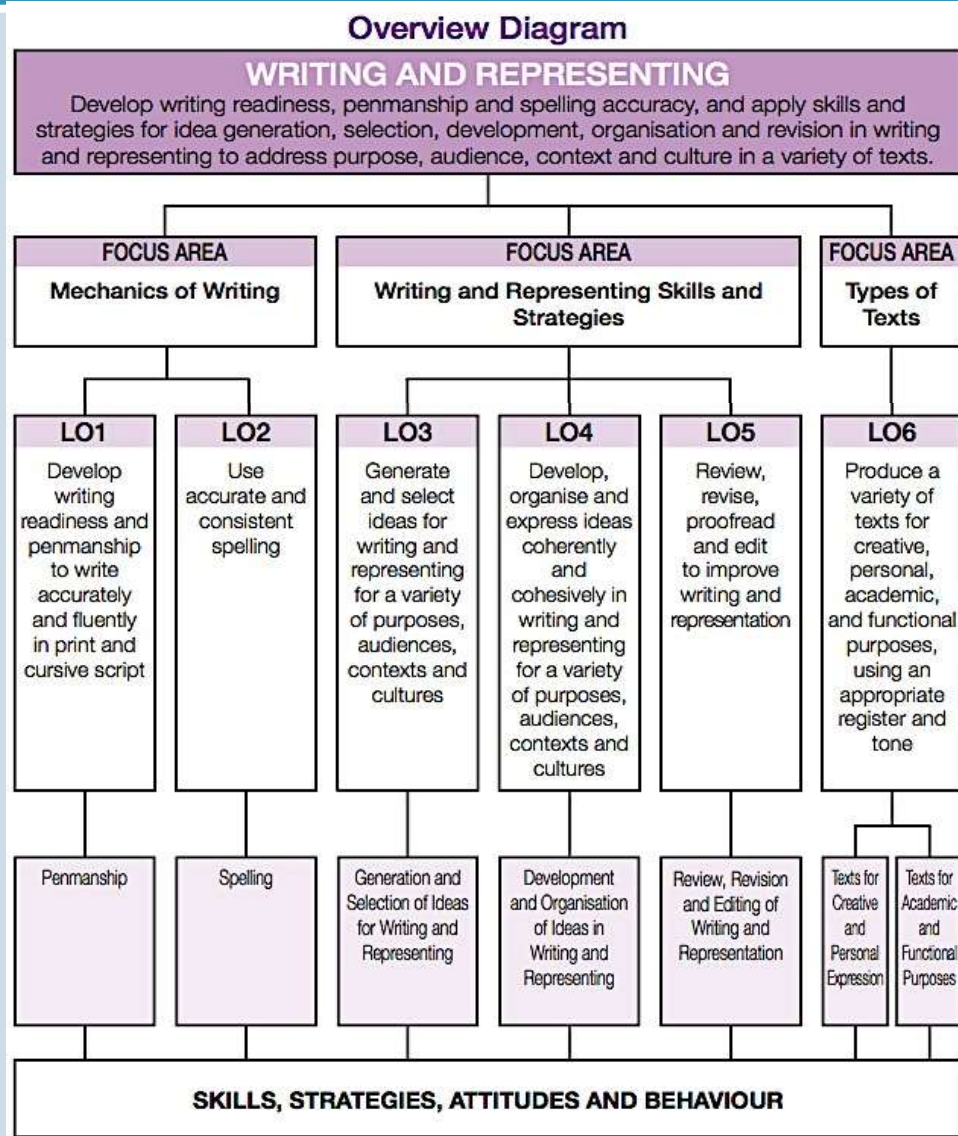 Overview Diagram
WRITING AND REPRESENTING
Develop writing readiness, penmanship and spelling accuracy, and apply skills and
strategies for idea generation, selection, development, organisation and revision in writing
and representing to address purpose, audience, context and culture in a variety of texts.
FOCUS AREA
Mechanics of Writing
FOCUS AREA
Writing and Representing Skills and
Strategies
FOCUS AREA
Types of
Texts
LO1
Develop
writing
readiness and
penmanship
to write
accurately
and fluently
in print and
cursive script
LO2
Use
accurate and
consistent
spelling
LO3
Generate
and select
ideas for
writing and
representing
for a variety
of purposes,
audiences,
contexts and
cultures
LO4
Develop,
organise and
express ideas
coherently
and
cohesively in
writing and
representing
for a variety
of purposes,
audiences,
contexts and
cultures
LO5
Review,
revise,
proofread
and edit
to improve
writing and
representation
LO6
Produce a
variety of
texts for
creative,
personal,
academic,
and functional
purposes,
using an
appropriate
register and
tone
Penmanship
Spelling
Generation and
Selection of Ideas
for Writing and
Representing
Development
and Organisation
of Ideas in
Writing and
Representing
Review, Revision
and Editing of
Writing and
Representation
Texts for
Creative
and
Personal
Expression
Texts for
Academic
and
Functional
Purposes
SKILLS, STRATEGIES, ATTITUDES AND BEHAVIOUR